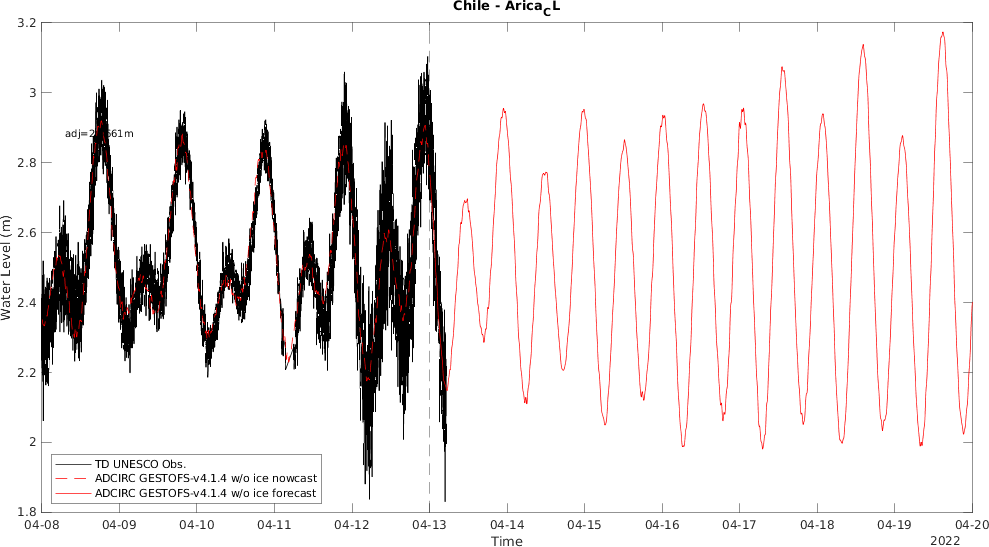 Chile - AricaCL
3.2
3
2.8
2.6
2.4
2.2
2
1.8
Water Level (m)
TD UNESCO Obs.
ADCIRC GESTOFS-v4.1.4 w/o ice nowcast
ADCIRC GESTOFS-v4.1.4 w/o ice forecast
04-08 04-09 04-10 04-11 04-12 04-13 04-14 04-15 04-16 04-17 04-18 04-19 04-20
Time
2022